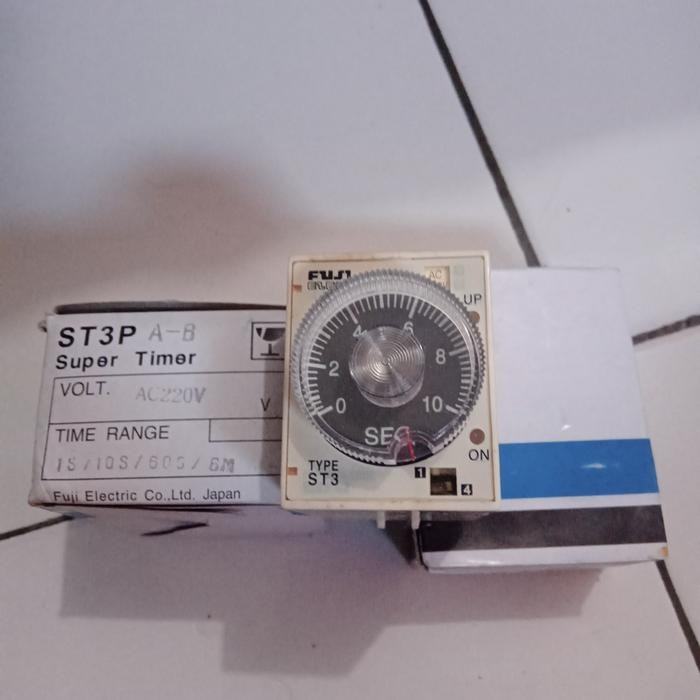 ST3P A-B
Super Timer
VOLT. AC220V
V
TIME RANGE
1S/10S/60S/6M
Fuji Electric Co.,Ltd. Japan
FUJI
AC
UP
4 6
2 8
0 10
SEC
TYPE
ST3
1
4
ON